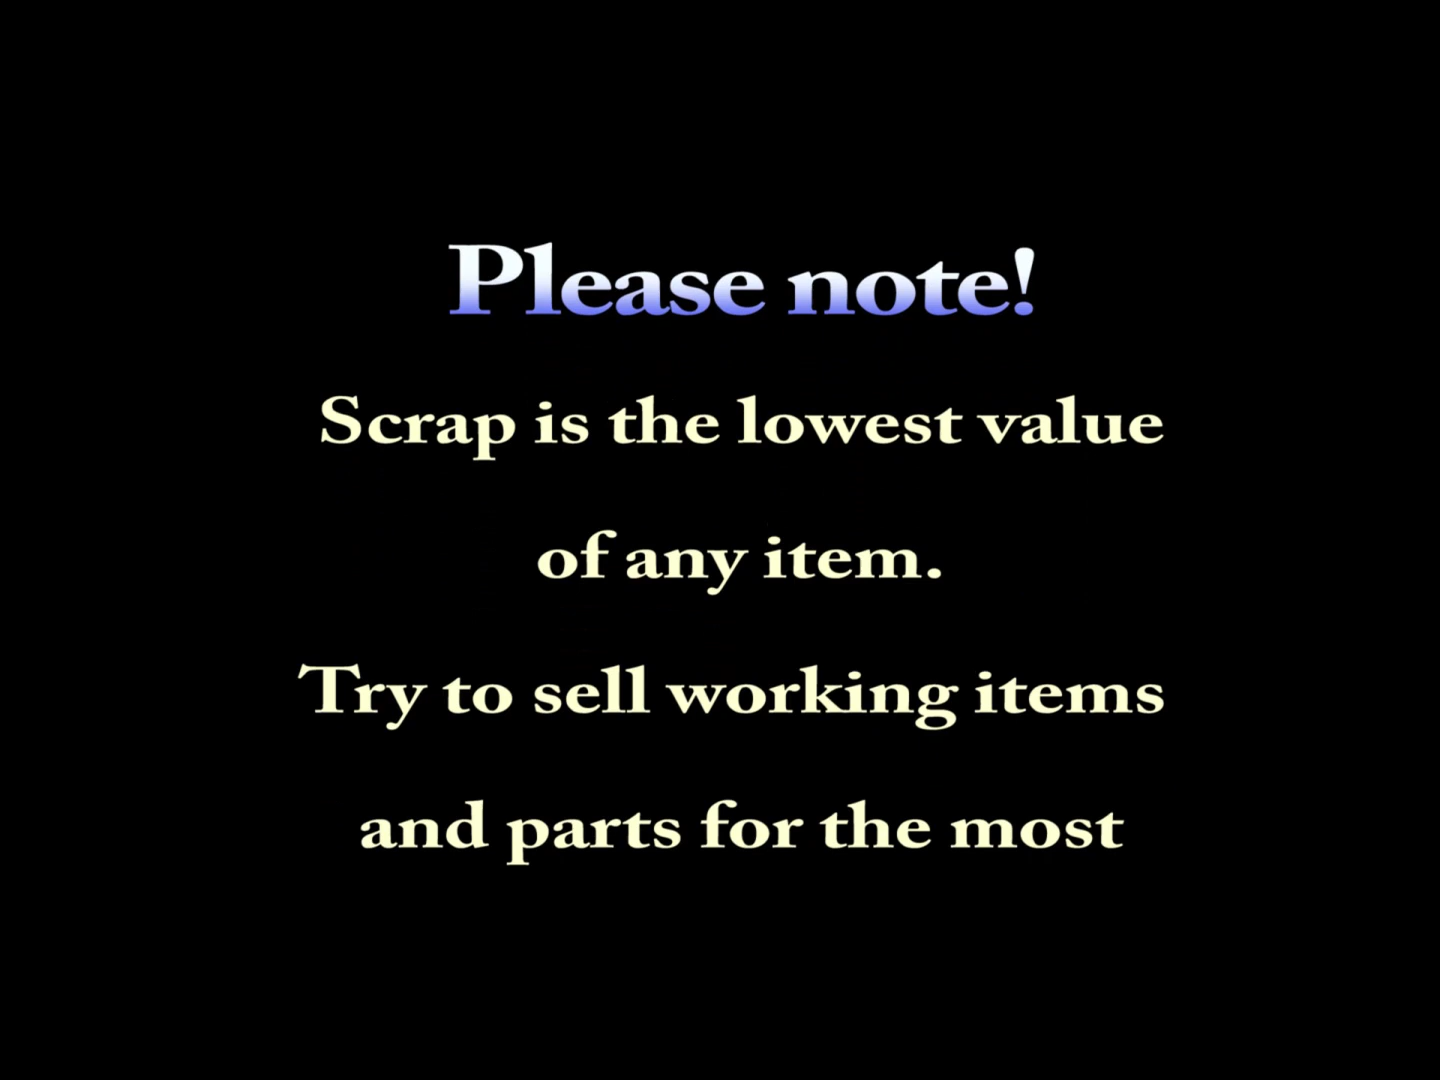 Please note!
Scrap is the lowest value
of any item.
Try to sell working items
and parts for the most